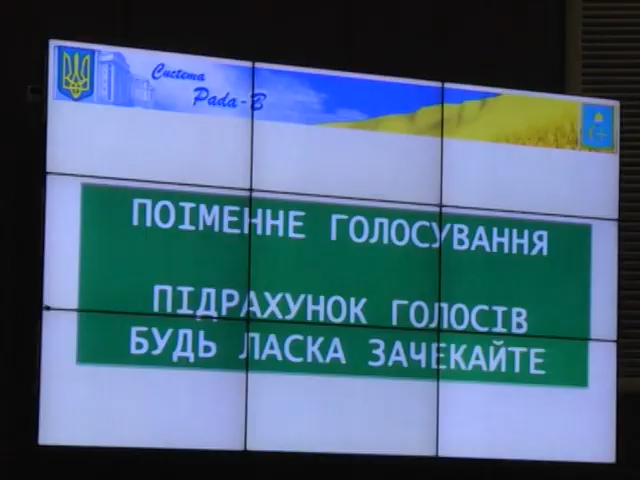 Система
Рада-В
ПОІМЕННЕ ГОЛОСУВАННЯ
ПІДРАХУНОК ГОЛОСІВ
БУДЬ ЛАСКА ЗАЧЕКАЙТЕ